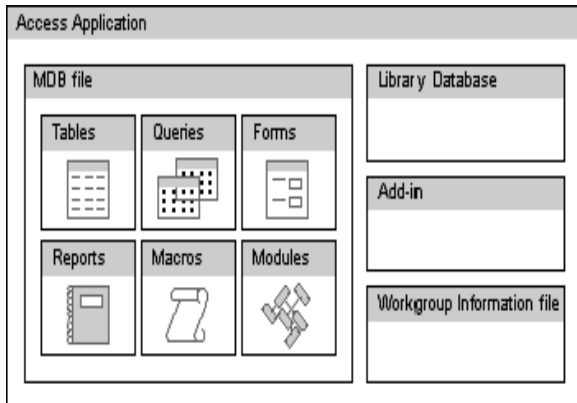 Access Application
MDB file
Tables
Queries
Forms
Reports
Macros
Modules
Library Database
Add-in
Workgroup Information file